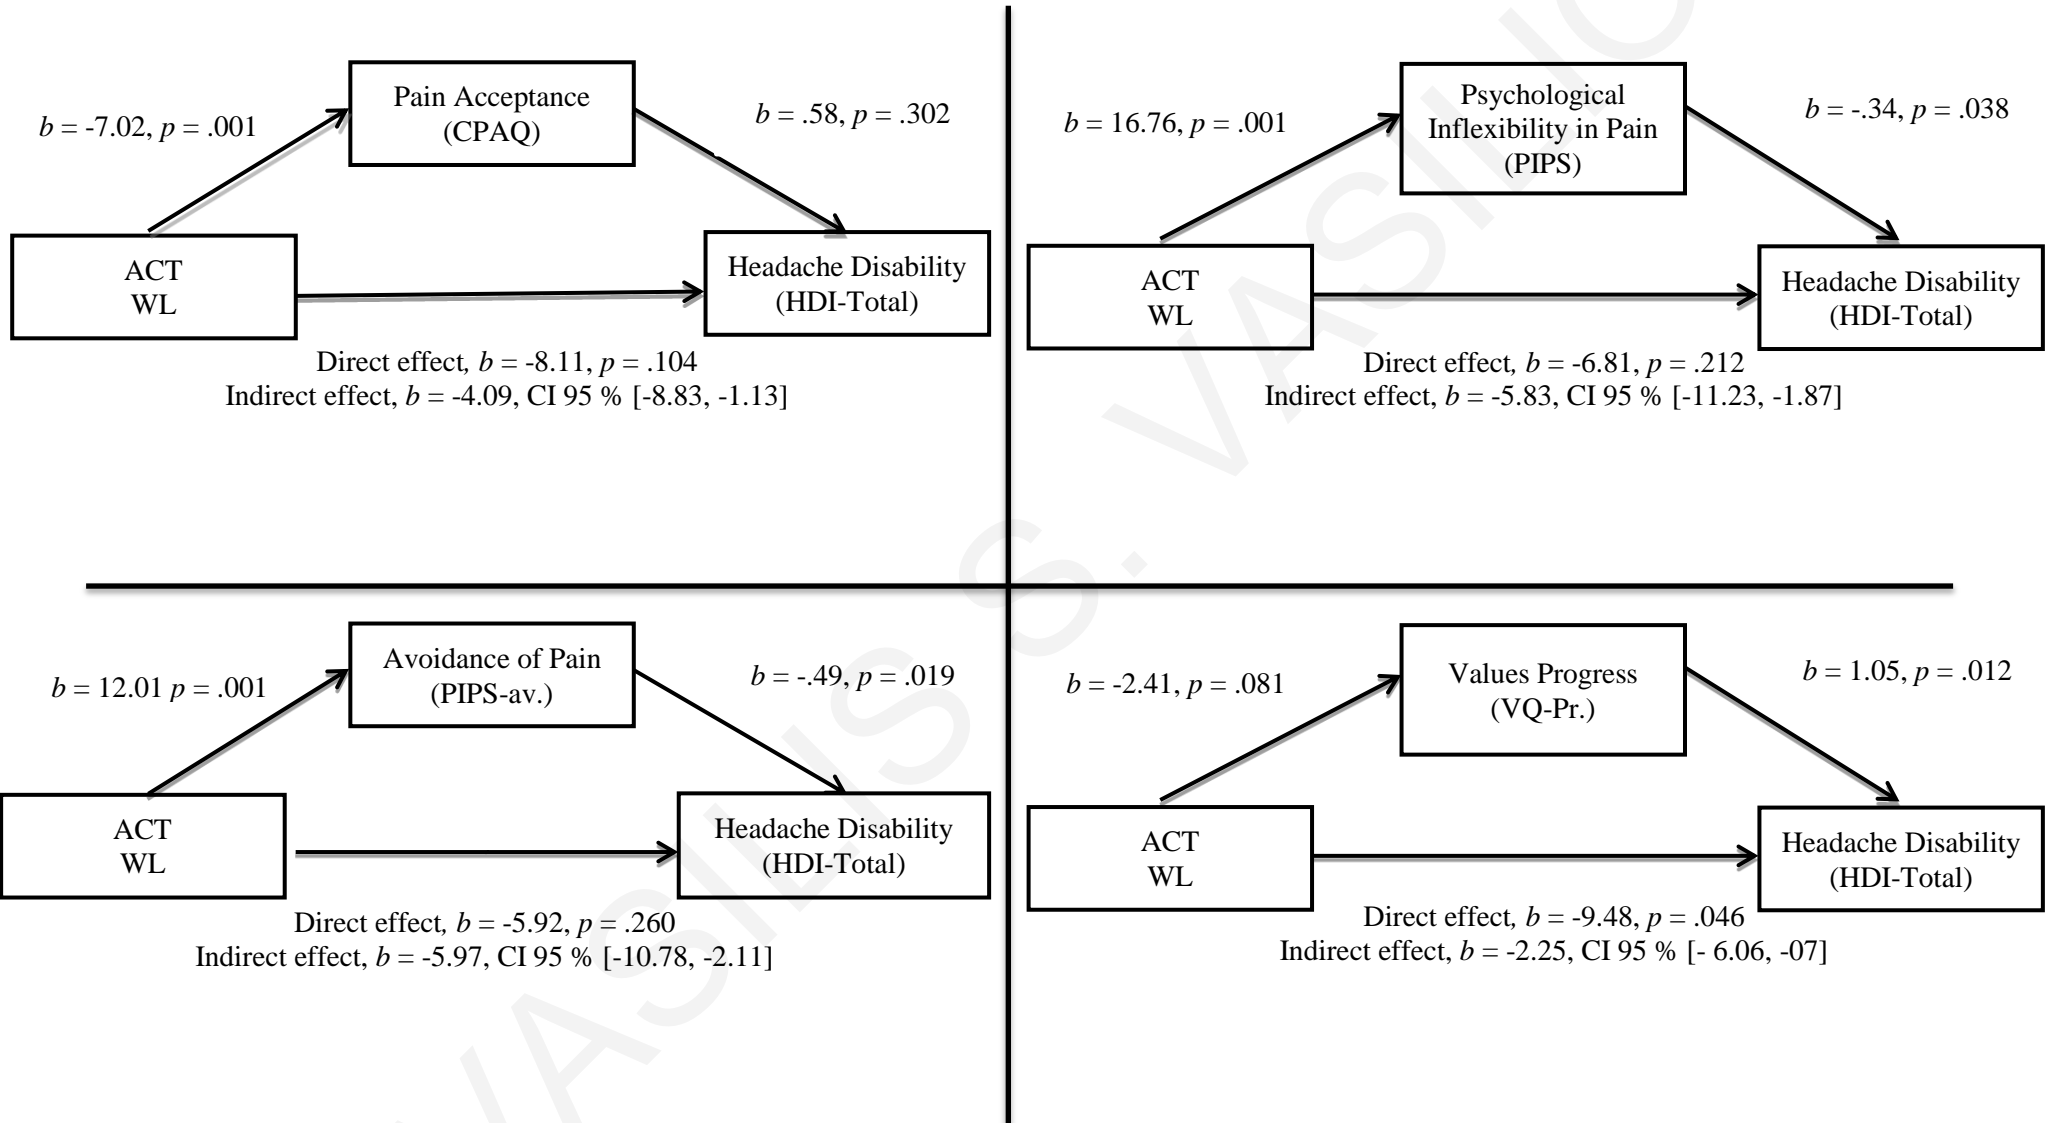 Pain Acceptance
(CPAQ)
b = -7.02, p = .001
b = .58, p = .302
ACT
WL
Headache Disability
(HDI-Total)
Direct effect, b = -8.11, p = .104
Indirect effect, b = -4.09, CI 95 % [-8.83, -1.13]
Psychological
Inflexibility in Pain
(PIPS)
b = 16.76, p = .001
b = -.34, p = .038
ACT
WL
Headache Disability
(HDI-Total)
Direct effect, b = -6.81, p = .212
Indirect effect, b = -5.83, CI 95 % [-11.23, -1.87]
Avoidance of Pain
(PIPS-av.)
b = 12.01 p = .001
b = -.49, p = .019
ACT
WL
Headache Disability
(HDI-Total)
Direct effect, b = -5.92, p = .260
Indirect effect, b = -5.97, CI 95 % [-10.78, -2.11]
Values Progress
(VQ-Pr.)
b = -2.41, p = .081
b = 1.05, p = .012
ACT
WL
Headache Disability
(HDI-Total)
Direct effect, b = -9.48, p = .046
Indirect effect, b = -2.25, CI 95 % [- 6.06, -07]
VASILIS S.